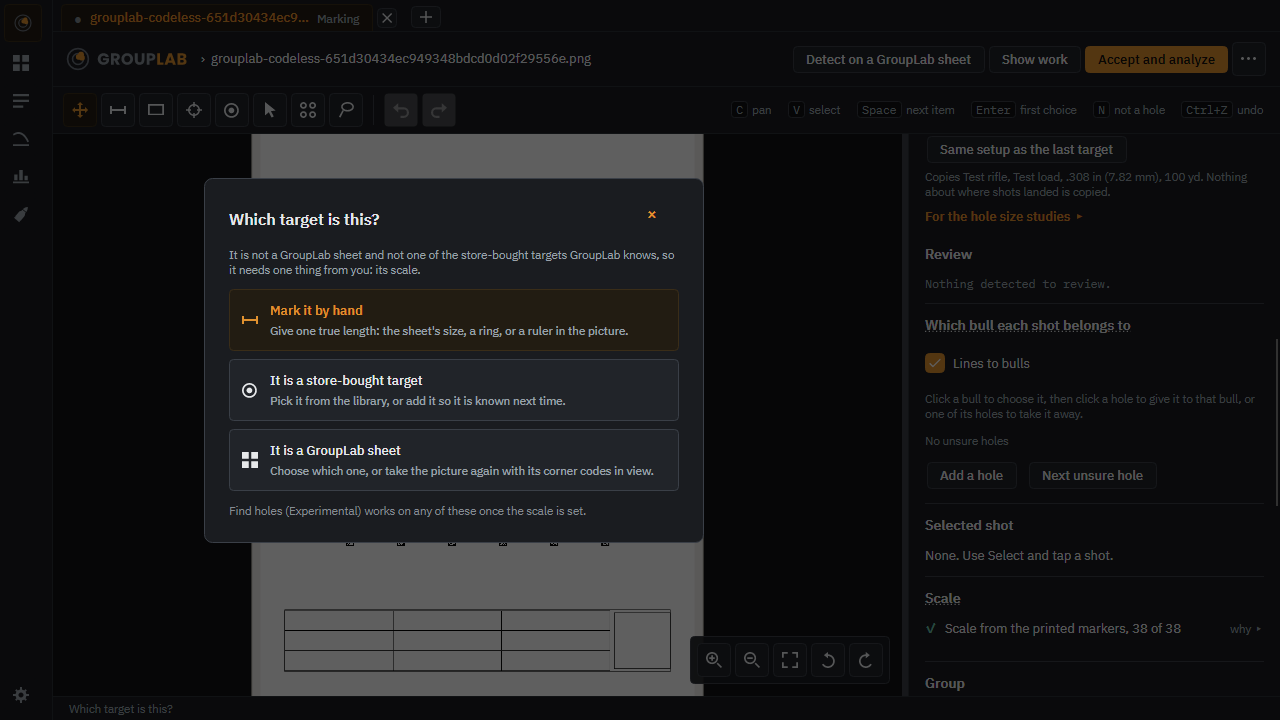 grouplab-codeless-651d30434ec9... Marking
GROUPLAB › grouplab-codeless-651d30434ec949348bdcd0d02f29556e.png
Detect on a GroupLab sheet
Show work
Accept and analyze
C pan
V select
Space next item
Enter first choice
N not a hole
Ctrl+Z undo
Which target is this?
It is not a GroupLab sheet and not one of the store-bought targets GroupLab knows, so
it needs one thing from you: its scale.
Mark it by hand
Give one true length: the sheet's size, a ring, or a ruler in the picture.
It is a store-bought target
Pick it from the library, or add it so it is known next time.
It is a GroupLab sheet
Choose which one, or take the picture again with its corner codes in view.
Find holes (Experimental) works on any of these once the scale is set.
Same setup as the last target
Copies Test rifle, Test load, .308 in (7.82 mm), 100 yd. Nothing
about where shots landed is copied.
For the hole size studies ▸
Review
Nothing detected to review.
Which bull each shot belongs to
Lines to bulls
Click a bull to choose it, then click a hole to give it to that bull, or
one of its holes to take it away.
No unsure holes
Add a hole
Next unsure hole
Selected shot
None. Use Select and tap a shot.
Scale
✓ Scale from the printed markers, 38 of 38 why ▸
Group
Which target is this?